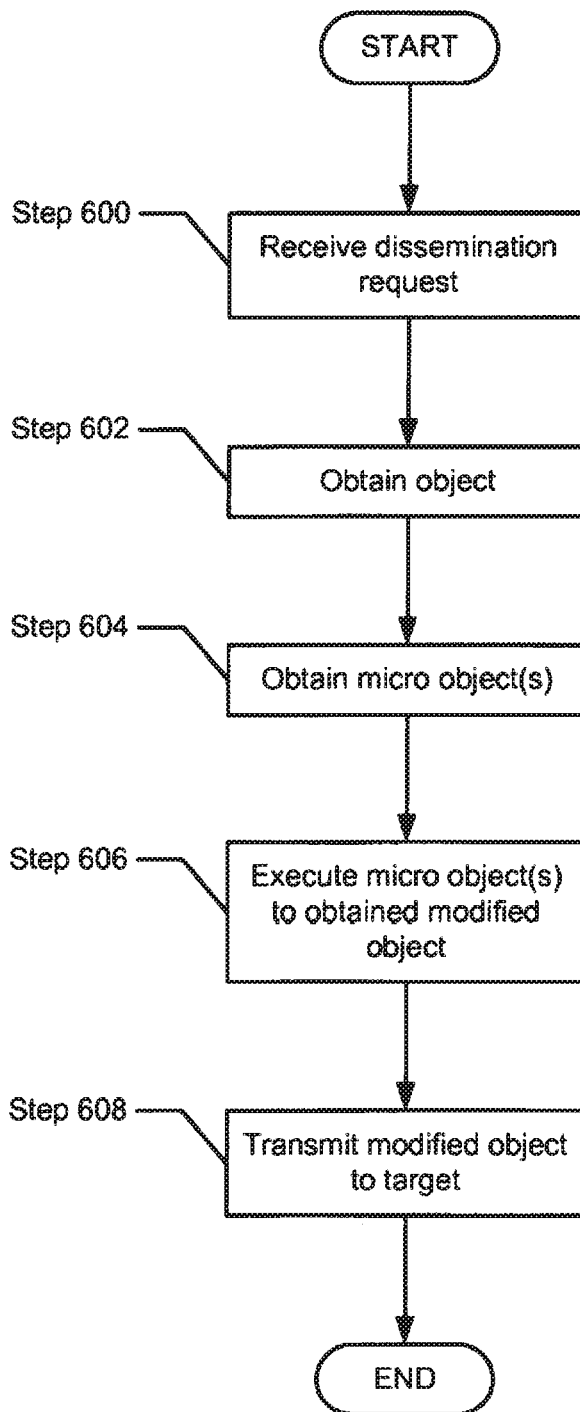 START
Step 600
Receive dissemination
request
Step 602
Obtain object
Step 604
Obtain micro object(s)
Step 606
Execute micro object(s)
to obtained modified
object
Step 608
Transmit modified object
to target
END